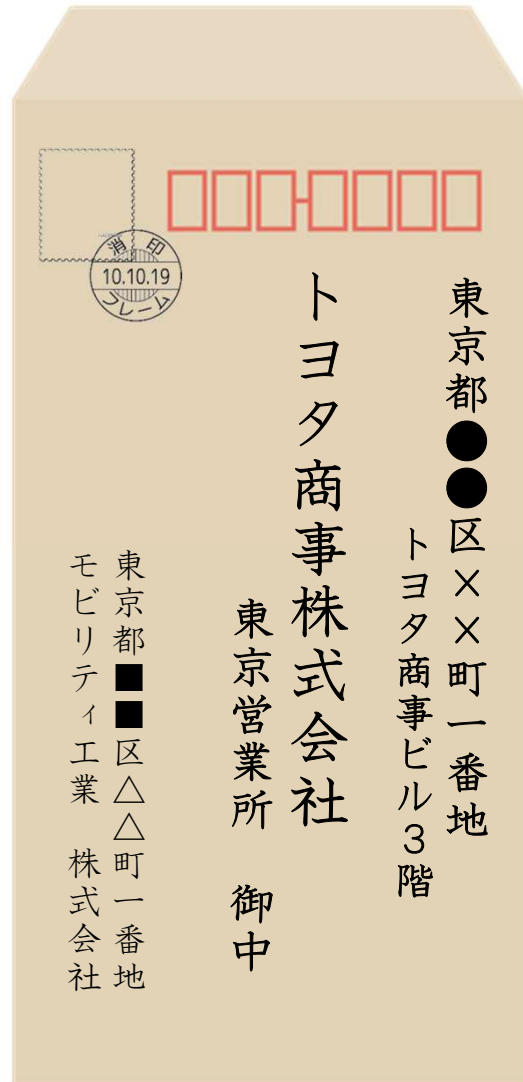 消印
10.10.19
フレーム
東京都●●区××町一番地
トヨタ商事ビル3階
トヨタ商事株式会社
東京営業所　御中
東京都■■区△△町一番地
モビリティ工業　株式会社